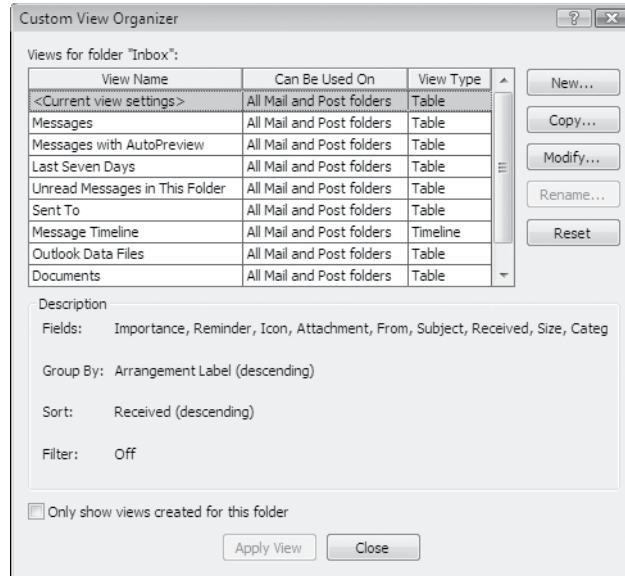 Custom View Organizer
Views for folder "Inbox":
View Name Can Be Used On View Type
<Current view settings> All Mail and Post folders Table
Messages All Mail and Post folders Table
Messages with AutoPreview All Mail and Post folders Table
Last Seven Days All Mail and Post folders Table
Unread Messages in This Folder All Mail and Post folders Table
Sent To All Mail and Post folders Table
Message Timeline All Mail and Post folders Timeline
Outlook Data Files All Mail and Post folders Table
Documents All Mail and Post folders Table
New...
Copy...
Modify...
Rename...
Reset
Description
Fields: Importance, Reminder, Icon, Attachment, From, Subject, Received, Size, Categ
Group By: Arrangement Label (descending)
Sort: Received (descending)
Filter: Off
Only show views created for this folder
Apply View Close